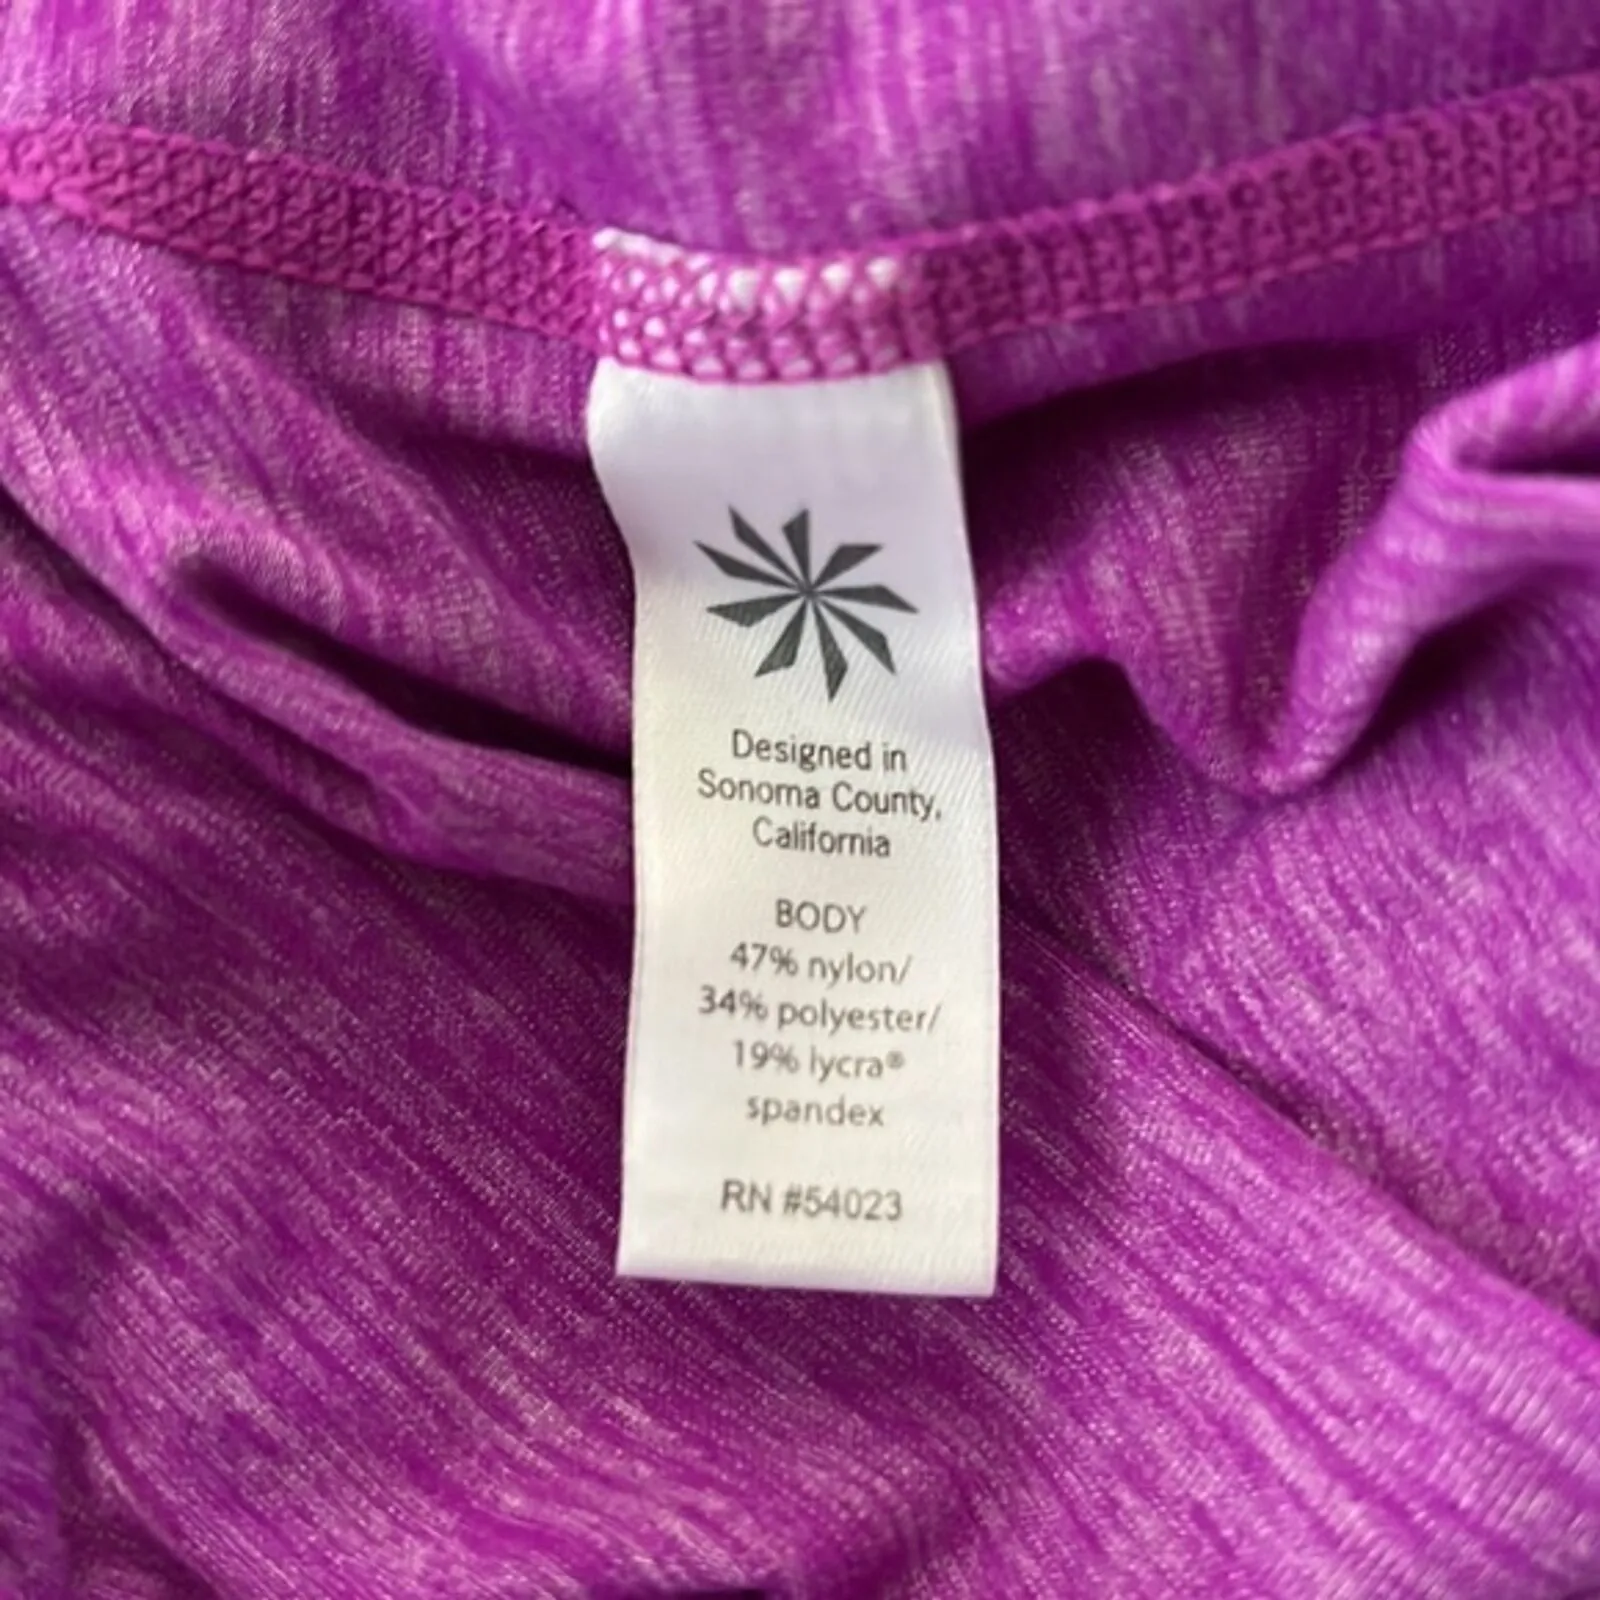 Designed in
Sonoma County,
California
BODY
47% nylon/
34% polyester/
19% lycra®
spandex
RN #54023